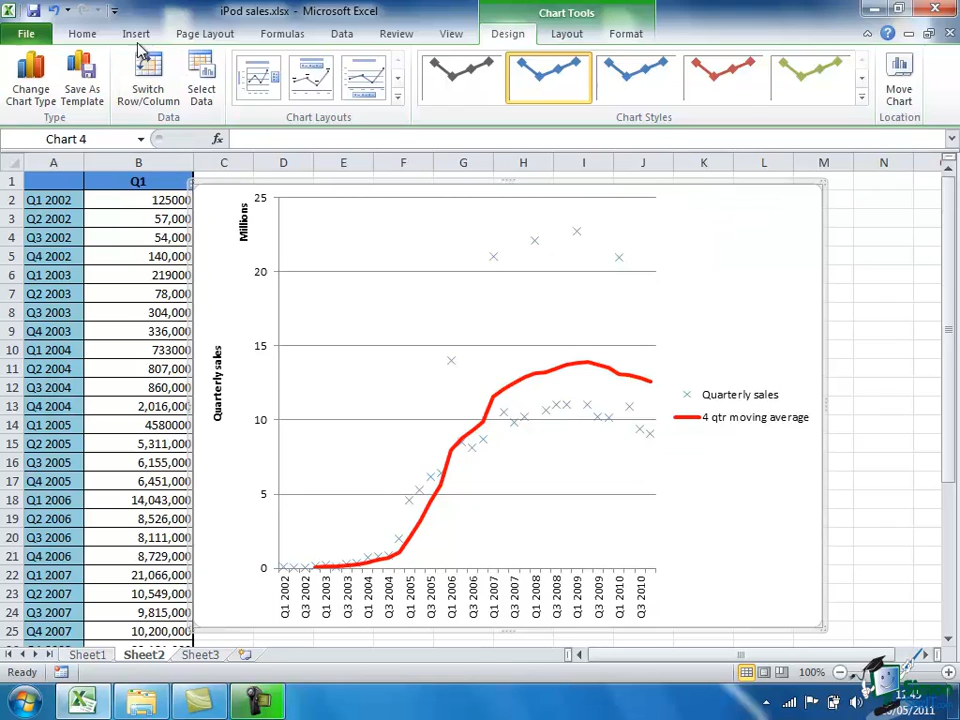 iPod sales.xlsx - Microsoft Excel
Chart Tools
File Home Insert Page Layout Formulas Data Review View Design Layout Format
Change Chart Type
Save As Template
Switch Row/Column
Select Data
Move Chart
Type Data Chart Layouts Chart Styles Location
Chart 4 fx
A B C D E F G H I J K L M N
1 Q1
2 Q1 2002 125000
3 Q2 2002 57,000
4 Q3 2002 54,000
5 Q4 2002 140,000
6 Q1 2003 219000
7 Q2 2003 78,000
8 Q3 2003 304,000
9 Q4 2003 336,000
10 Q1 2004 733000
11 Q2 2004 807,000
12 Q3 2004 860,000
13 Q4 2004 2,016,000
14 Q1 2005 4580000
15 Q2 2005 5,311,000
16 Q3 2005 6,155,000
17 Q4 2005 6,451,000
18 Q1 2006 14,043,000
19 Q2 2006 8,526,000
20 Q3 2006 8,111,000
21 Q4 2006 8,729,000
22 Q1 2007 21,066,000
23 Q2 2007 10,549,000
24 Q3 2007 9,815,000
25 Q4 2007 10,200,000
Millions
Quarterly sales
25
20
15
10
5
0
Q1 2002
Q3 2002
Q1 2003
Q3 2003
Q1 2004
Q3 2004
Q1 2005
Q3 2005
Q1 2006
Q3 2006
Q1 2007
Q3 2007
Q1 2008
Q3 2008
Q1 2009
Q3 2009
Q1 2010
Q3 2010
Quarterly sales
4 qtr moving average
Sheet1 Sheet2 Sheet3
Ready 100%